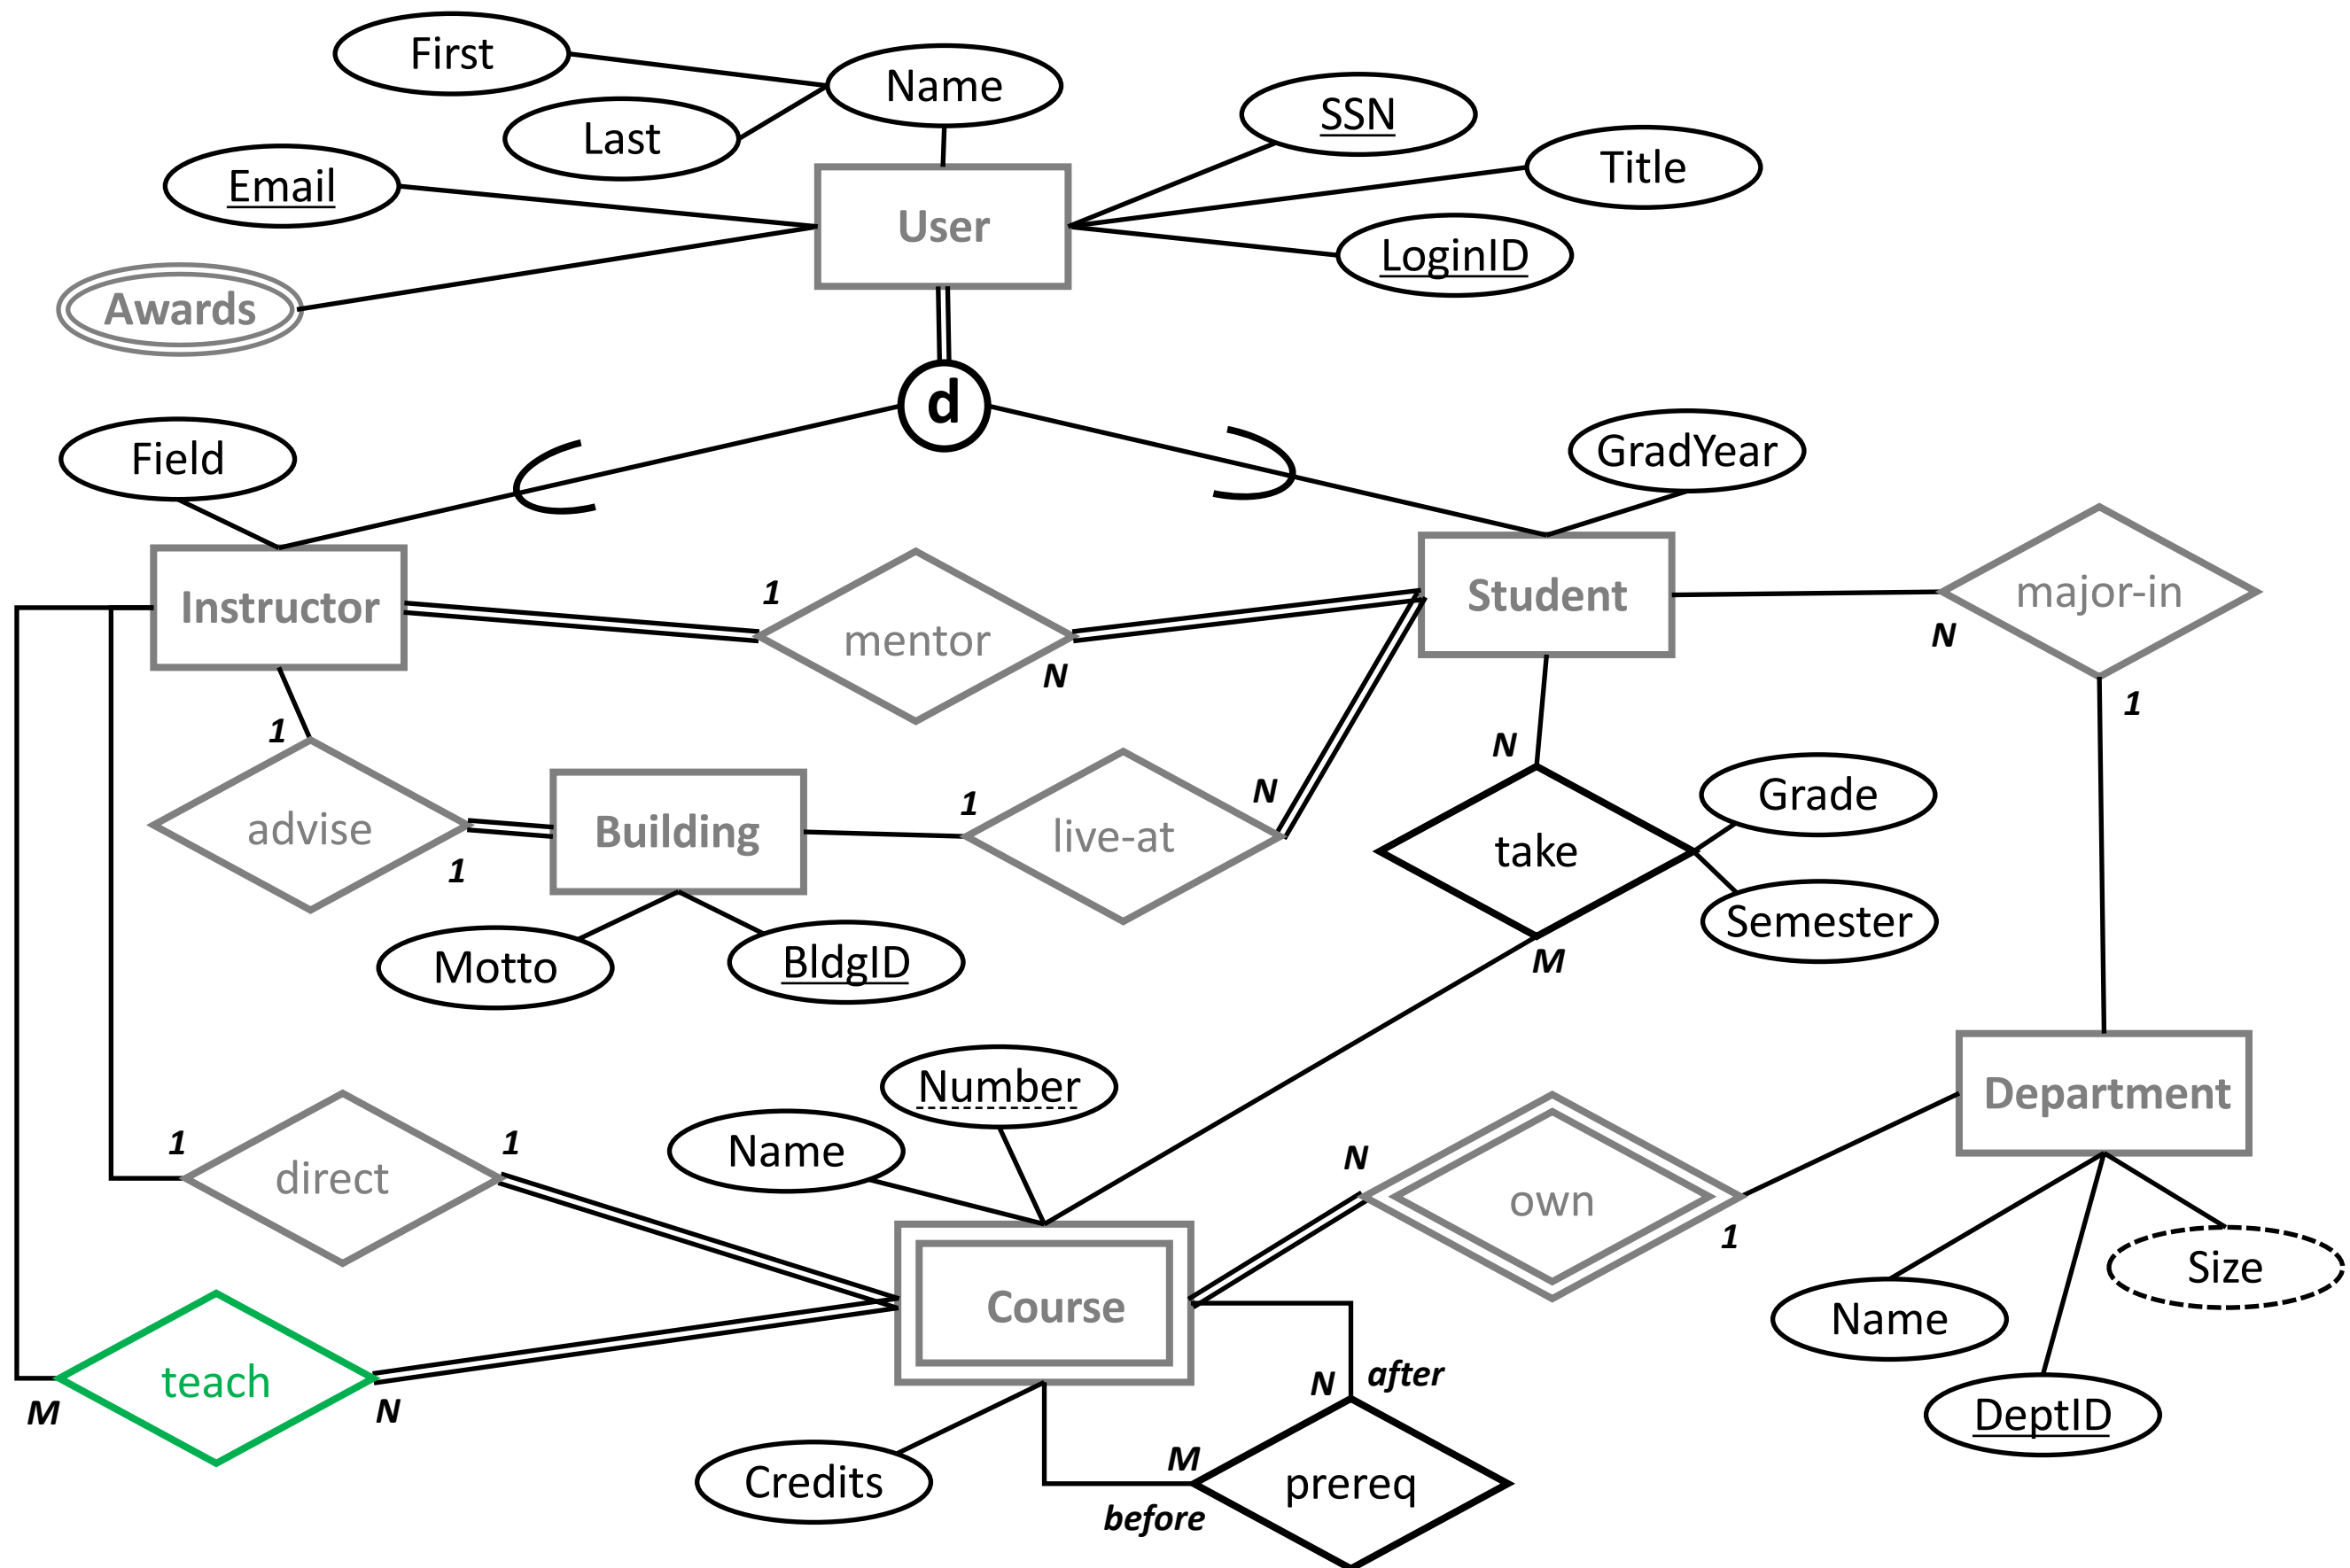 First
Name
Last
SSN
Title
Email
User
LoginID
Awards
d
Field
GradYear
Instructor
1
mentor
N
Student
major-in
N
1
1
advise
1
Building
1
live-at
N
N
take
Grade
Semester
M
Motto
BldgID
Number
Name
Department
1
direct
1
N
own
1
Size
Name
Course
teach
M
N
after
N
DeptID
Credits
M
prereq
before